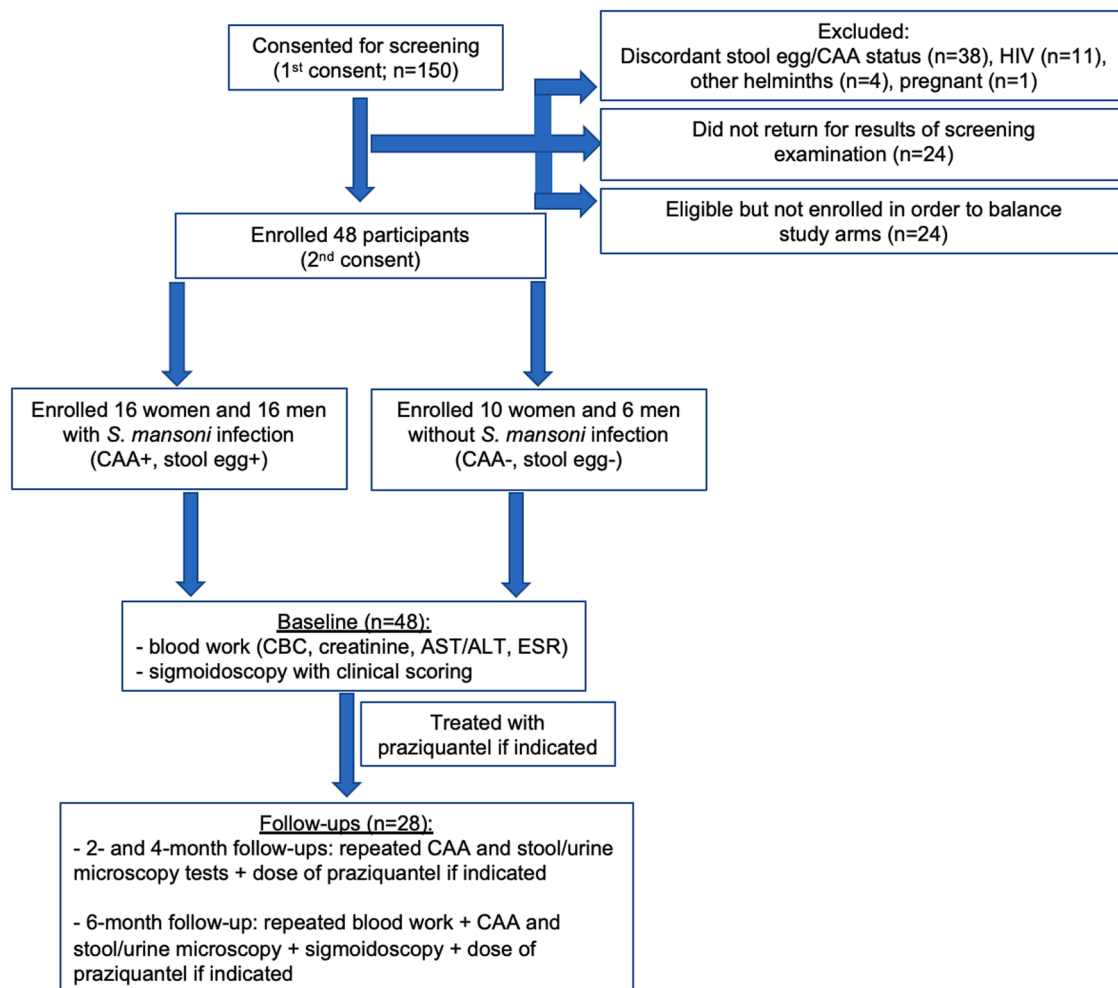 Consented for screening
(1st consent; n=150)
Excluded:
Discordant stool egg/CAA status (n=38), HIV (n=11),
other helminths (n=4), pregnant (n=1)
Did not return for results of screening
examination (n=24)
Eligible but not enrolled in order to balance
study arms (n=24)
Enrolled 48 participants
(2nd consent)
Enrolled 16 women and 16 men
with S. mansoni infection
(CAA+, stool egg+)
Enrolled 10 women and 6 men
without S. mansoni infection
(CAA-, stool egg-)
Baseline (n=48):
- blood work (CBC, creatinine, AST/ALT, ESR)
- sigmoidoscopy with clinical scoring
Treated with
praziquantel if indicated
Follow-ups (n=28):
- 2- and 4-month follow-ups: repeated CAA and stool/urine
microscopy tests + dose of praziquantel if indicated
- 6-month follow-up: repeated blood work + CAA and
stool/urine microscopy + sigmoidoscopy + dose of
praziquantel if indicated